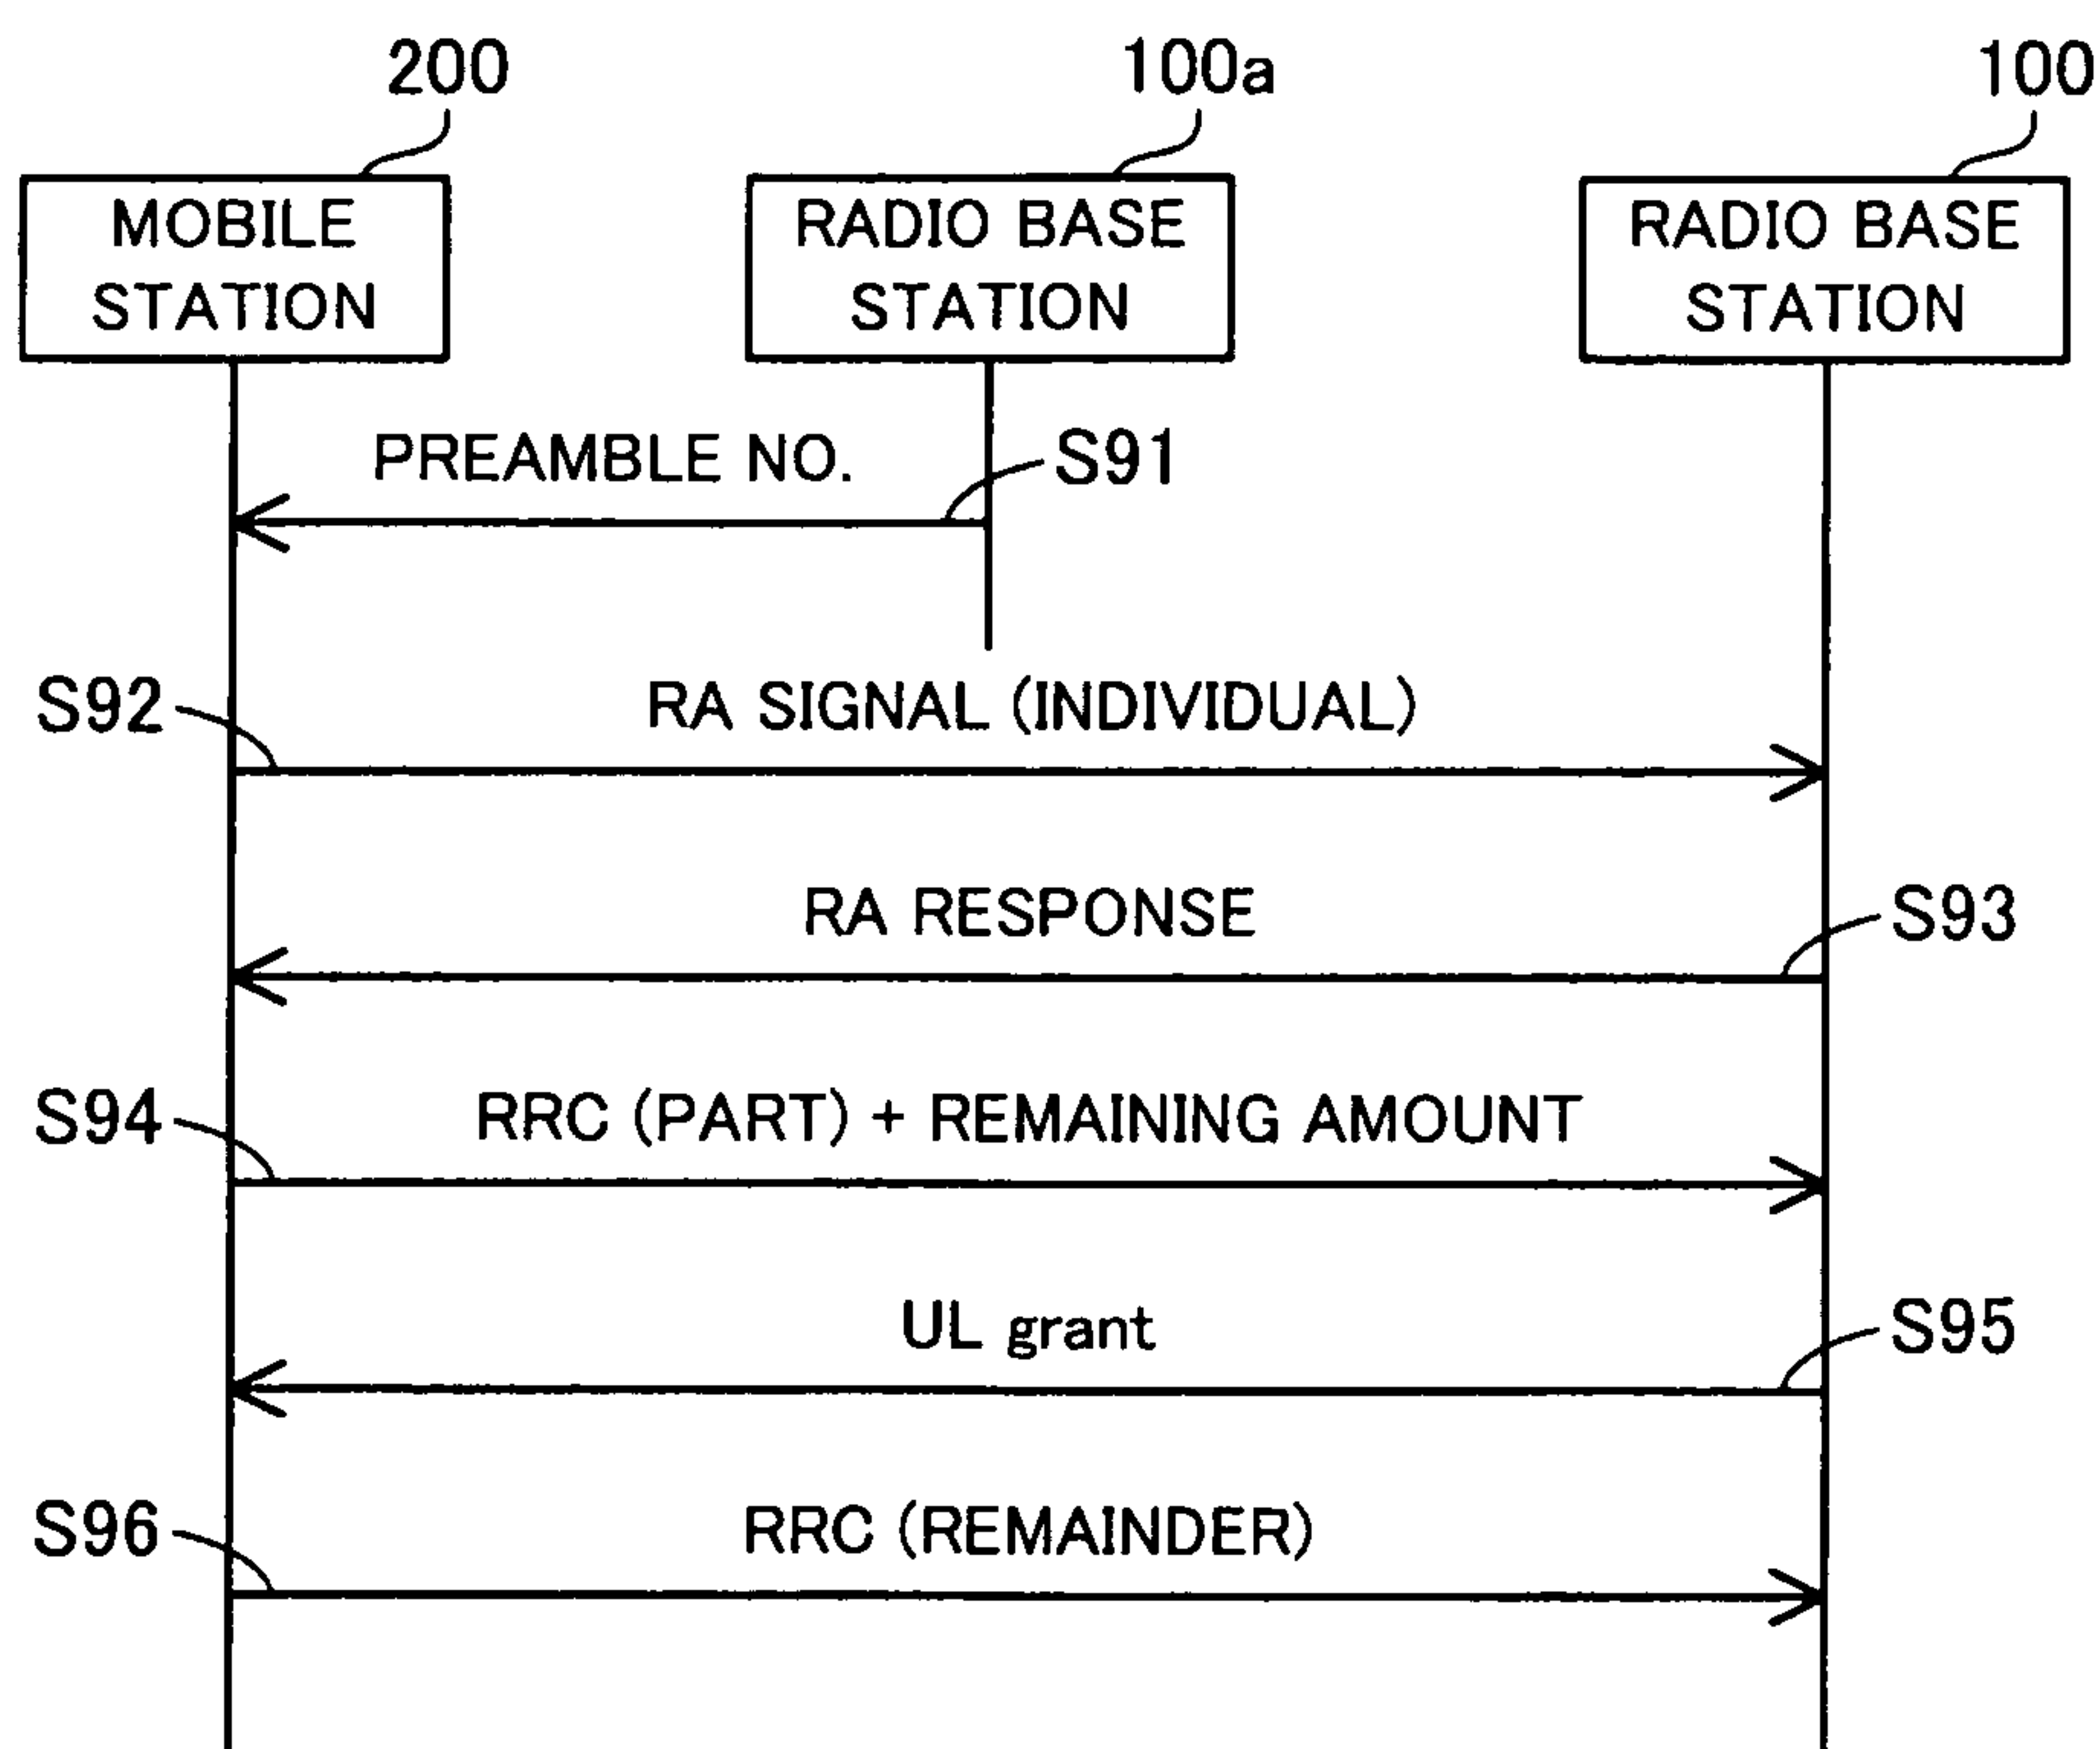 200
100a
100
MOBILE
STATION
RADIO BASE
STATION
RADIO BASE
STATION
PREAMBLE NO.
S91
S92
RA SIGNAL (INDIVIDUAL)
RA RESPONSE
S93
S94
RRC (PART) + REMAINING AMOUNT
UL grant
S95
S96
RRC (REMAINDER)